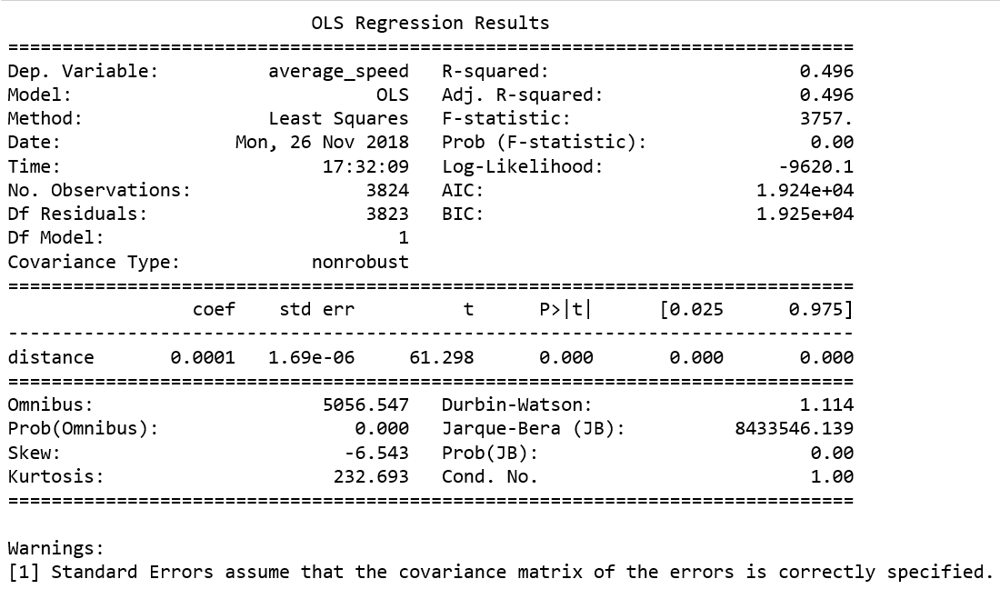 OLS Regression Results
==============================================================================
Dep. Variable: average_speed R-squared: 0.496
Model: OLS Adj. R-squared: 0.496
Method: Least Squares F-statistic: 3757.
Date: Mon, 26 Nov 2018 Prob (F-statistic): 0.00
Time: 17:32:09 Log-Likelihood: -9620.1
No. Observations: 3824 AIC: 1.924e+04
Df Residuals: 3823 BIC: 1.925e+04
Df Model: 1
Covariance Type: nonrobust
==============================================================================
coef std err t P>|t| [0.025 0.975]
------------------------------------------------------------------------------
distance 0.0001 1.69e-06 61.298 0.000 0.000 0.000
==============================================================================
Omnibus: 5056.547 Durbin-Watson: 1.114
Prob(Omnibus): 0.000 Jarque-Bera (JB): 8433546.139
Skew: -6.543 Prob(JB): 0.00
Kurtosis: 232.693 Cond. No. 1.00
==============================================================================
Warnings:
[1] Standard Errors assume that the covariance matrix of the errors is correctly specified.